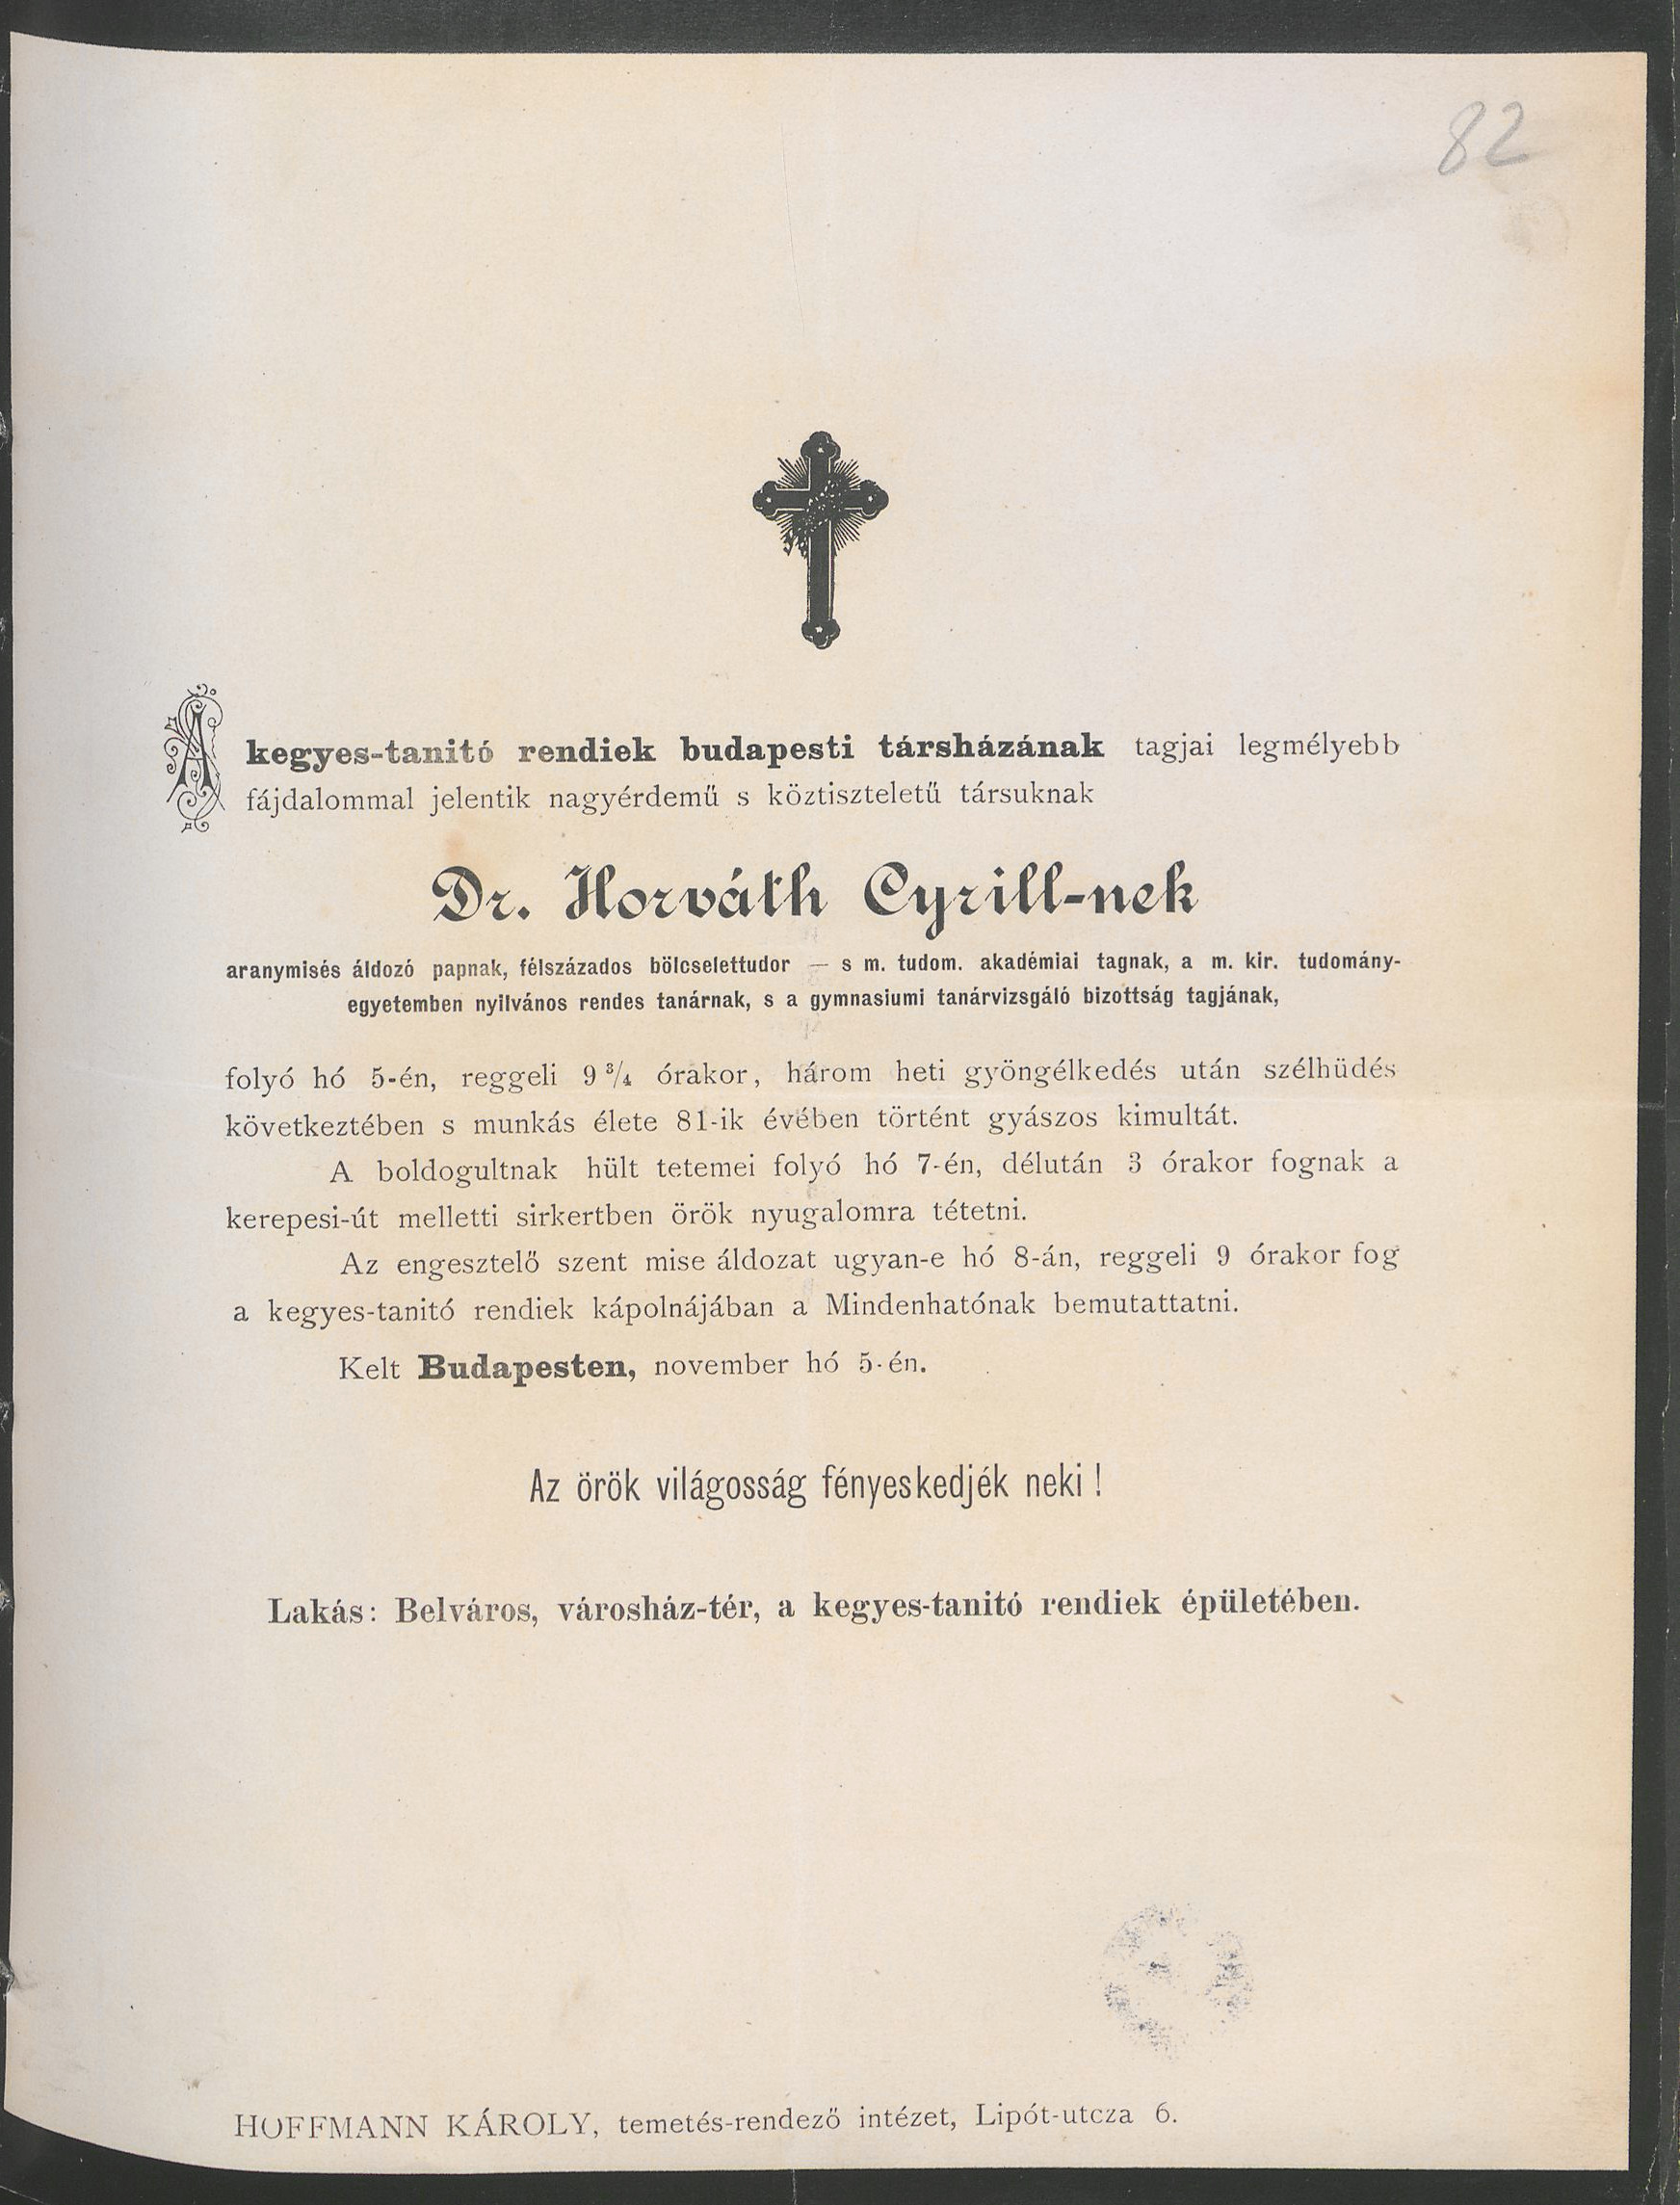 82
A kegyes-tanitó rendiek budapesti társházának tagjai legmélyebb
fájdalommal jelentik nagyérdemű s köztiszteletű társuknak
Dr. Horváth Cyrill-nek
aranymisés áldozó papnak, félszázados bölcselettudor — s m. tudom. akadémiai tagnak, a m. kir. tudomány-
egyetemben nyilvános rendes tanárnak, s a gymnasiumi tanárvizsgáló bizottság tagjának,
folyó hó 5-én, reggeli 9 3/4 órakor, három heti gyöngélkedés után szélhüdés
következtében s munkás élete 81-ik évében történt gyászos kimultát.
A boldogultnak hült tetemei folyó hó 7-én, délután 3 órakor fognak a
kerepesi-út melletti sirkertben örök nyugalomra tétetni.
Az engesztelő szent mise áldozat ugyan-e hó 8-án, reggeli 9 órakor fog
a kegyes-tanitó rendiek kápolnájában a Mindenhatónak bemutattatni.
Kelt Budapesten, november hó 5-én.
Az örök világosság fényeskedjék neki !
Lakás: Belváros, városház-tér, a kegyes-tanitó rendiek épületében.
HOFFMANN KÁROLY, temetés-rendező intézet, Lipót-utcza 6.